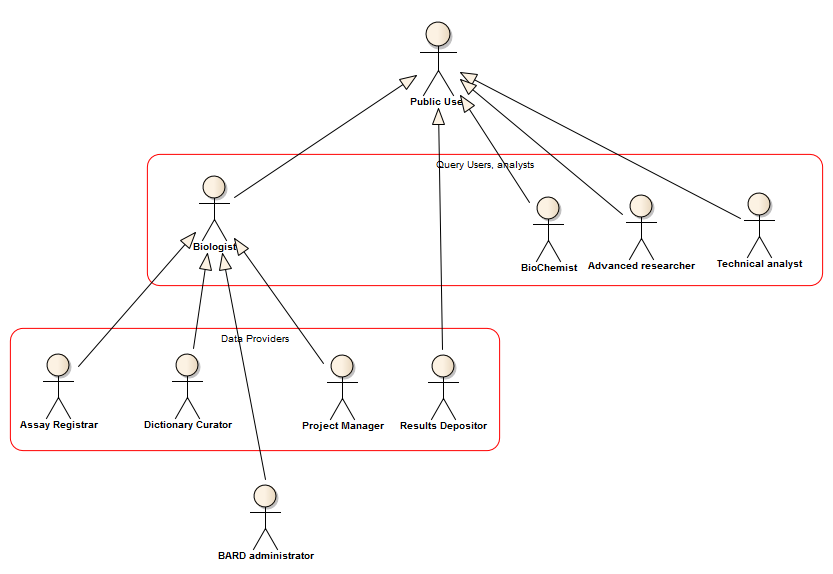 Public Use
Query Users, analysts
Biologist
BioChemist
Advanced researcher
Technical analyst
Data Providers
Assay Registrar
Dictionary Curator
Project Manager
Results Depositor
BARD administrator